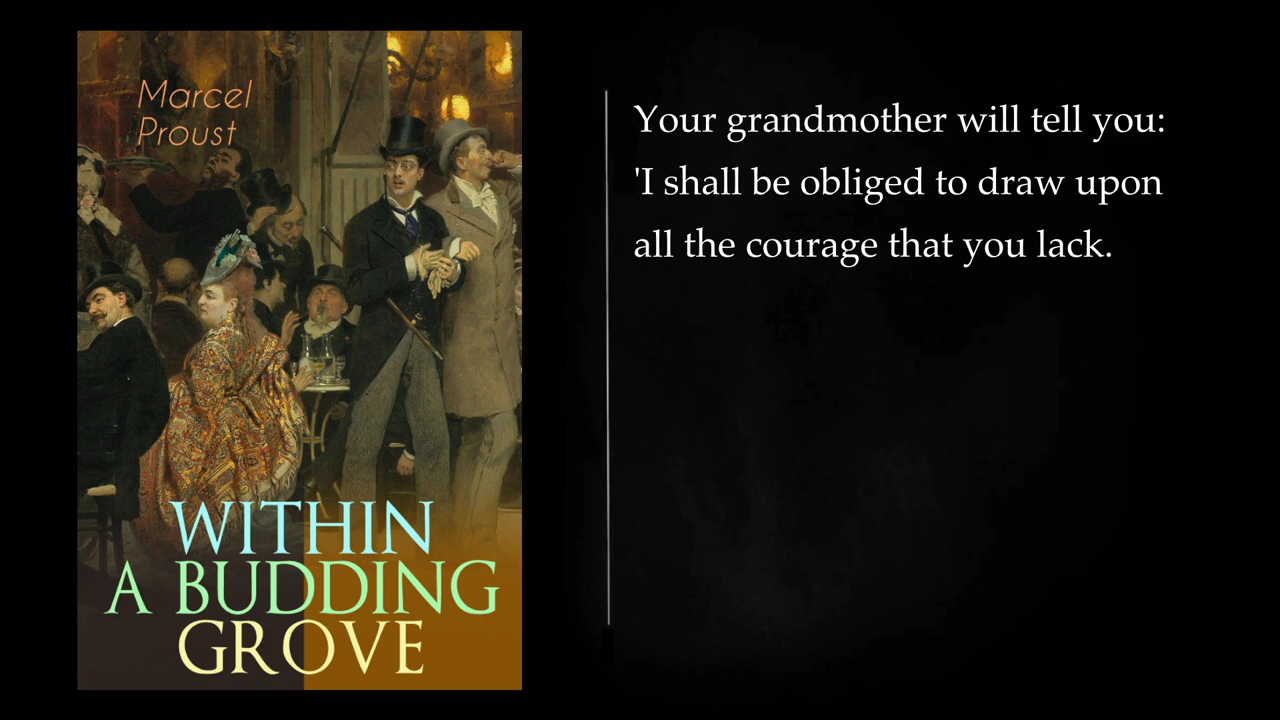 Marcel
Proust
WITHIN
A BUDDING
GROVE
Your grandmother will tell you:
'I shall be obliged to draw upon
all the courage that you lack.